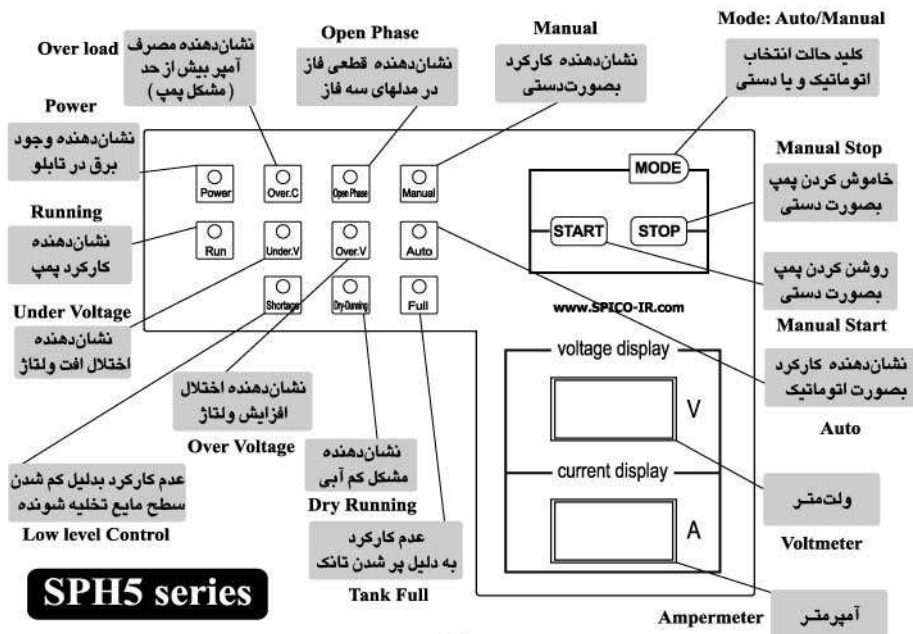 Mode: Auto/Manual
کلید حالت انتخاب
اتوماتیک و یا دستی
Manual
نشان‌دهنده کارکرد
بصورت‌دستی
Open Phase
نشان‌دهنده قطعی فاز
در مدلهای سه فاز
Over load
نشان‌دهنده مصرف
آمپر بیش از حد
(مشکل پمپ)
Power
نشان‌دهنده وجود
برق در تابلو
Running
نشان‌دهنده
کارکرد پمپ
Under Voltage
نشان‌دهنده
اختلال افت ولتاژ
Power
Over.C
Open Phase
Manual
Run
Under.V
Over.V
Auto
Shortage
Dry-Dunning
Full
MODE
START
STOP
www.SPICO-IR.com
Manual Stop
خاموش کردن پمپ
بصورت دستی
روشن کردن پمپ
بصورت دستی
Manual Start
نشان‌دهنده کارکرد
بصورت اتوماتیک
Auto
voltage display
V
current display
A
ولت‌متر
Voltmeter
آمپرمتر
Ampermeter
نشان‌دهنده اختلال
افزایش ولتاژ
Over Voltage
نشان‌دهنده
مشکل کم آبی
Dry Running
عدم کارکرد
به دلیل پر شدن تانک
Tank Full
عدم کارکرد بدلیل کم شدن
سطح مایع تخلیه شونده
Low level Control
SPH5 series